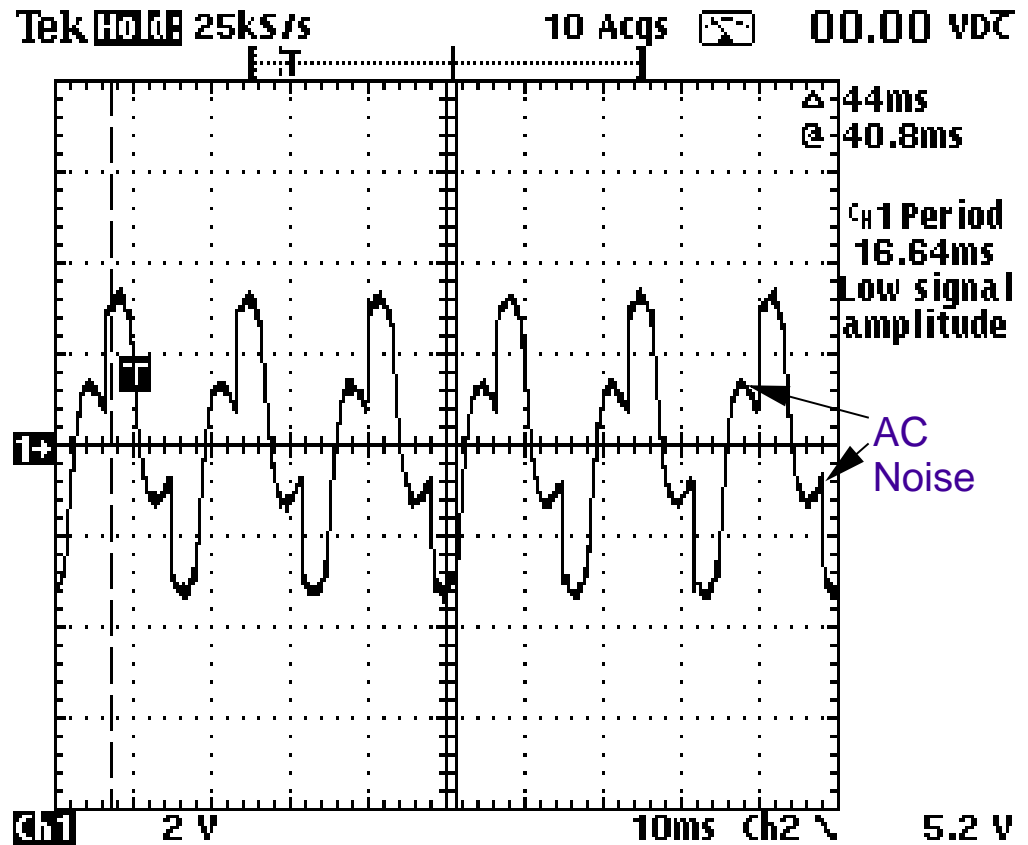 Tek Hold: 25kS/s 10 Acqs 00.00 VDC
T
Δ 44ms
@ 40.8ms
CH1 Period
16.64ms
Low signal
amplitude
T
1→
AC
Noise
Ch1 2 V 10ms Ch2 \ 5.2 V